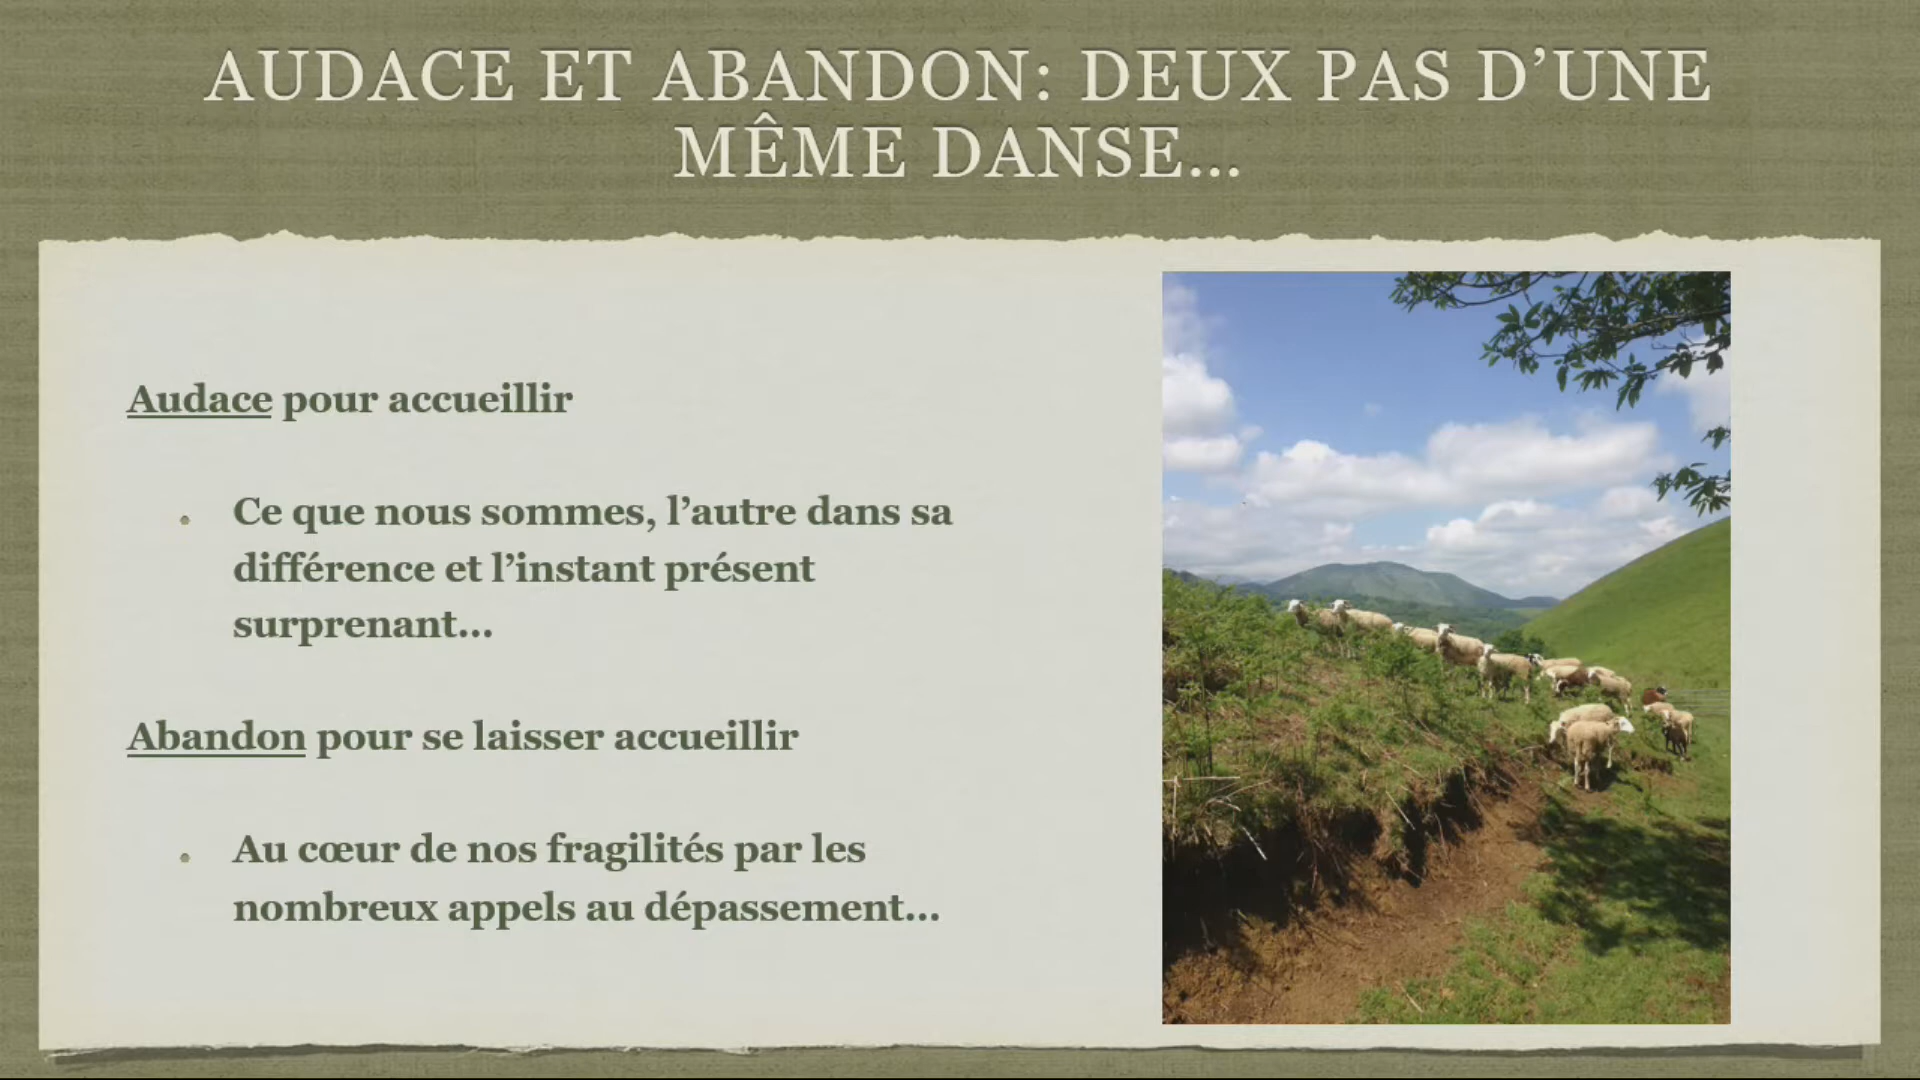 AUDACE ET ABANDON: DEUX PAS D’UNE
MÊME DANSE…
Audace pour accueillir
• Ce que nous sommes, l’autre dans sa
différence et l’instant présent
surprenant…
Abandon pour se laisser accueillir
• Au cœur de nos fragilités par les
nombreux appels au dépassement…